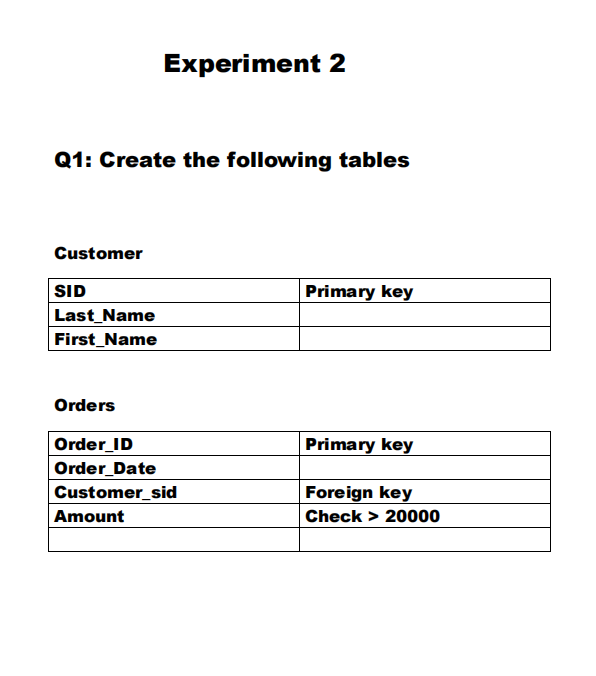 Experiment 2
Q1: Create the following tables
Customer
SID Primary key
Last_Name
First_Name
Orders
Order_ID Primary key
Order_Date
Customer_sid Foreign key
Amount Check > 20000